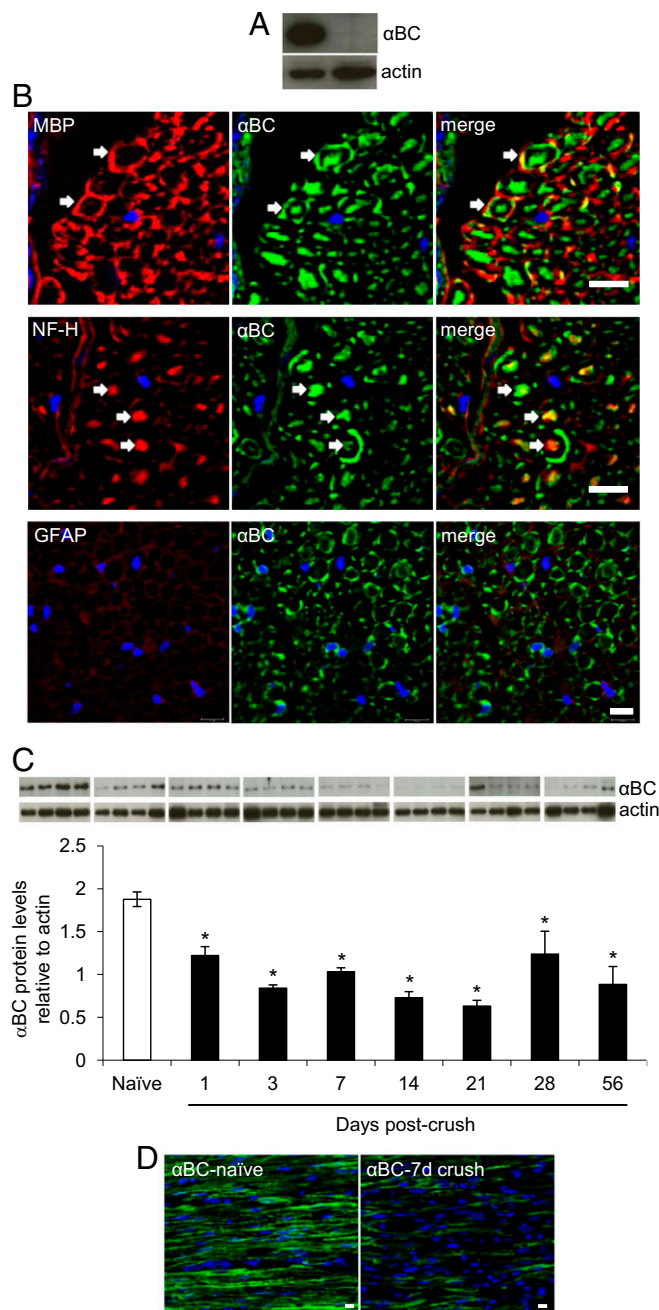 A
αBC
actin
B
MBP
αBC
merge
NF-H
αBC
merge
GFAP
αBC
merge
C
αBC
actin
2.5
2
1.5
1
0.5
0
αBC protein levels
relative to actin
*
*
*
*
*
*
*
Naïve
1
3
7
14
21
28
56
Days post-crush
D
αBC-naïve
αBC-7d crush